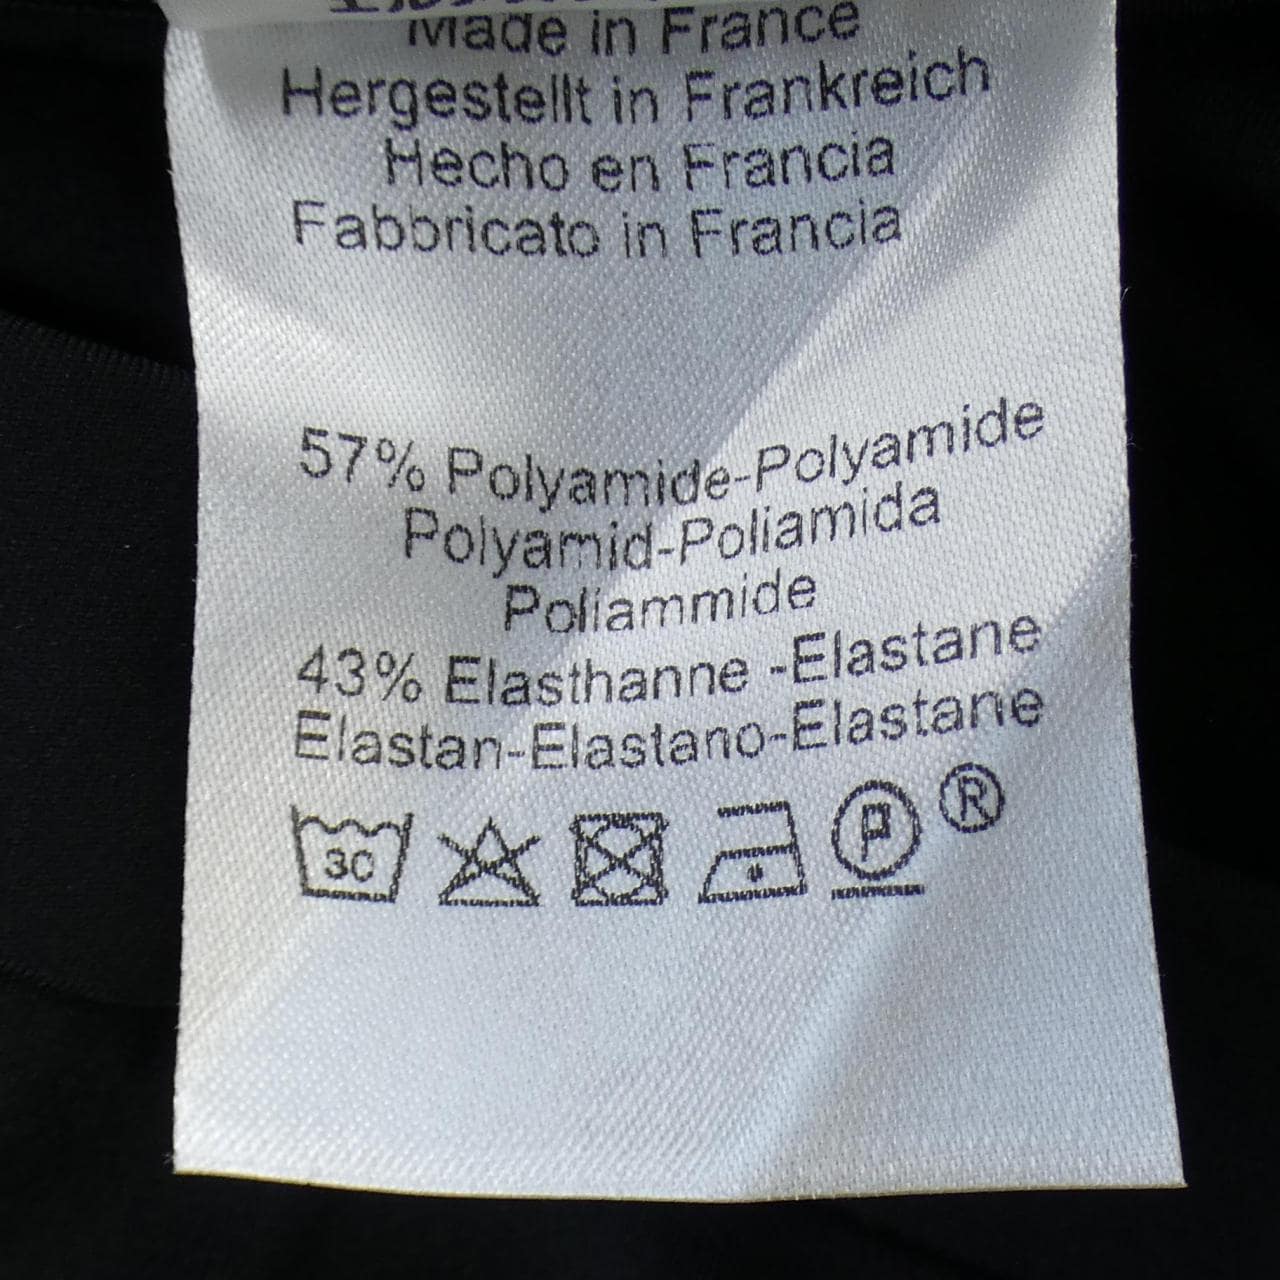 Made in France
Hergestellt in Frankreich
Hecho en Francia
Fabbricato in Francia
57% Polyamide-Polyamide
Polyamid-Poliamida
Poliammide
43% Elasthanne -Elastane
Elastan-Elastano-Elastane
30 P ®